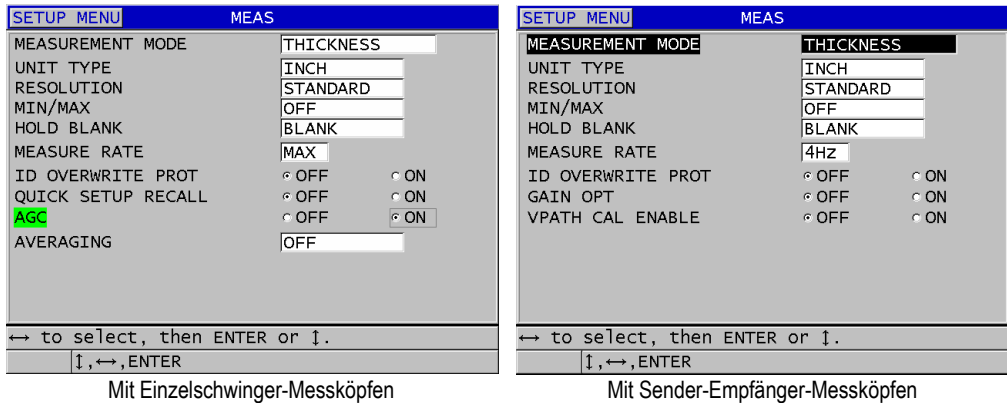 SETUP MENU MEAS
MEASUREMENT MODE THICKNESS
UNIT TYPE INCH
RESOLUTION STANDARD
MIN/MAX OFF
HOLD BLANK BLANK
MEASURE RATE MAX
ID OVERWRITE PROT OFF ON
QUICK SETUP RECALL OFF ON
AGC OFF ON
AVERAGING OFF
↔ to select, then ENTER or ↕.
↕,↔,ENTER
Mit Einzelschwinger-Messköpfen
SETUP MENU MEAS
MEASUREMENT MODE THICKNESS
UNIT TYPE INCH
RESOLUTION STANDARD
MIN/MAX OFF
HOLD BLANK BLANK
MEASURE RATE 4Hz
ID OVERWRITE PROT OFF ON
GAIN OPT OFF ON
VPATH CAL ENABLE OFF ON
↔ to select, then ENTER or ↕.
↕,↔,ENTER
Mit Sender-Empfänger-Messköpfen